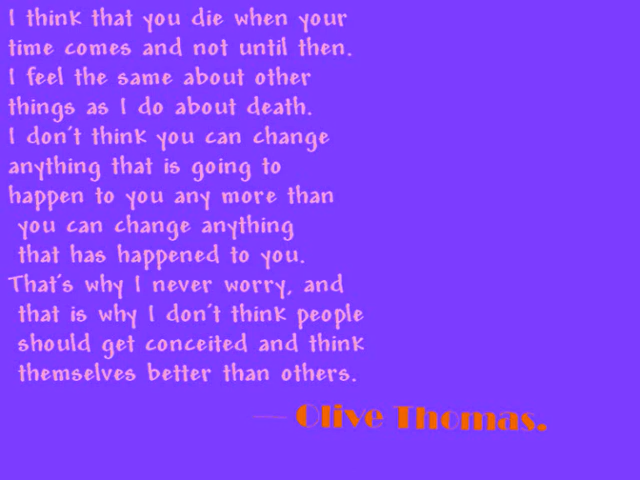 I think that you die when your
time comes and not until then.
I feel the same about other
things as I do about death.
I don't think you can change
anything that is going to
happen to you any more than
you can change anything
that has happened to you.
That's why I never worry, and
that is why I don't think people
should get conceited and think
themselves better than others.
— Olive Thomas.